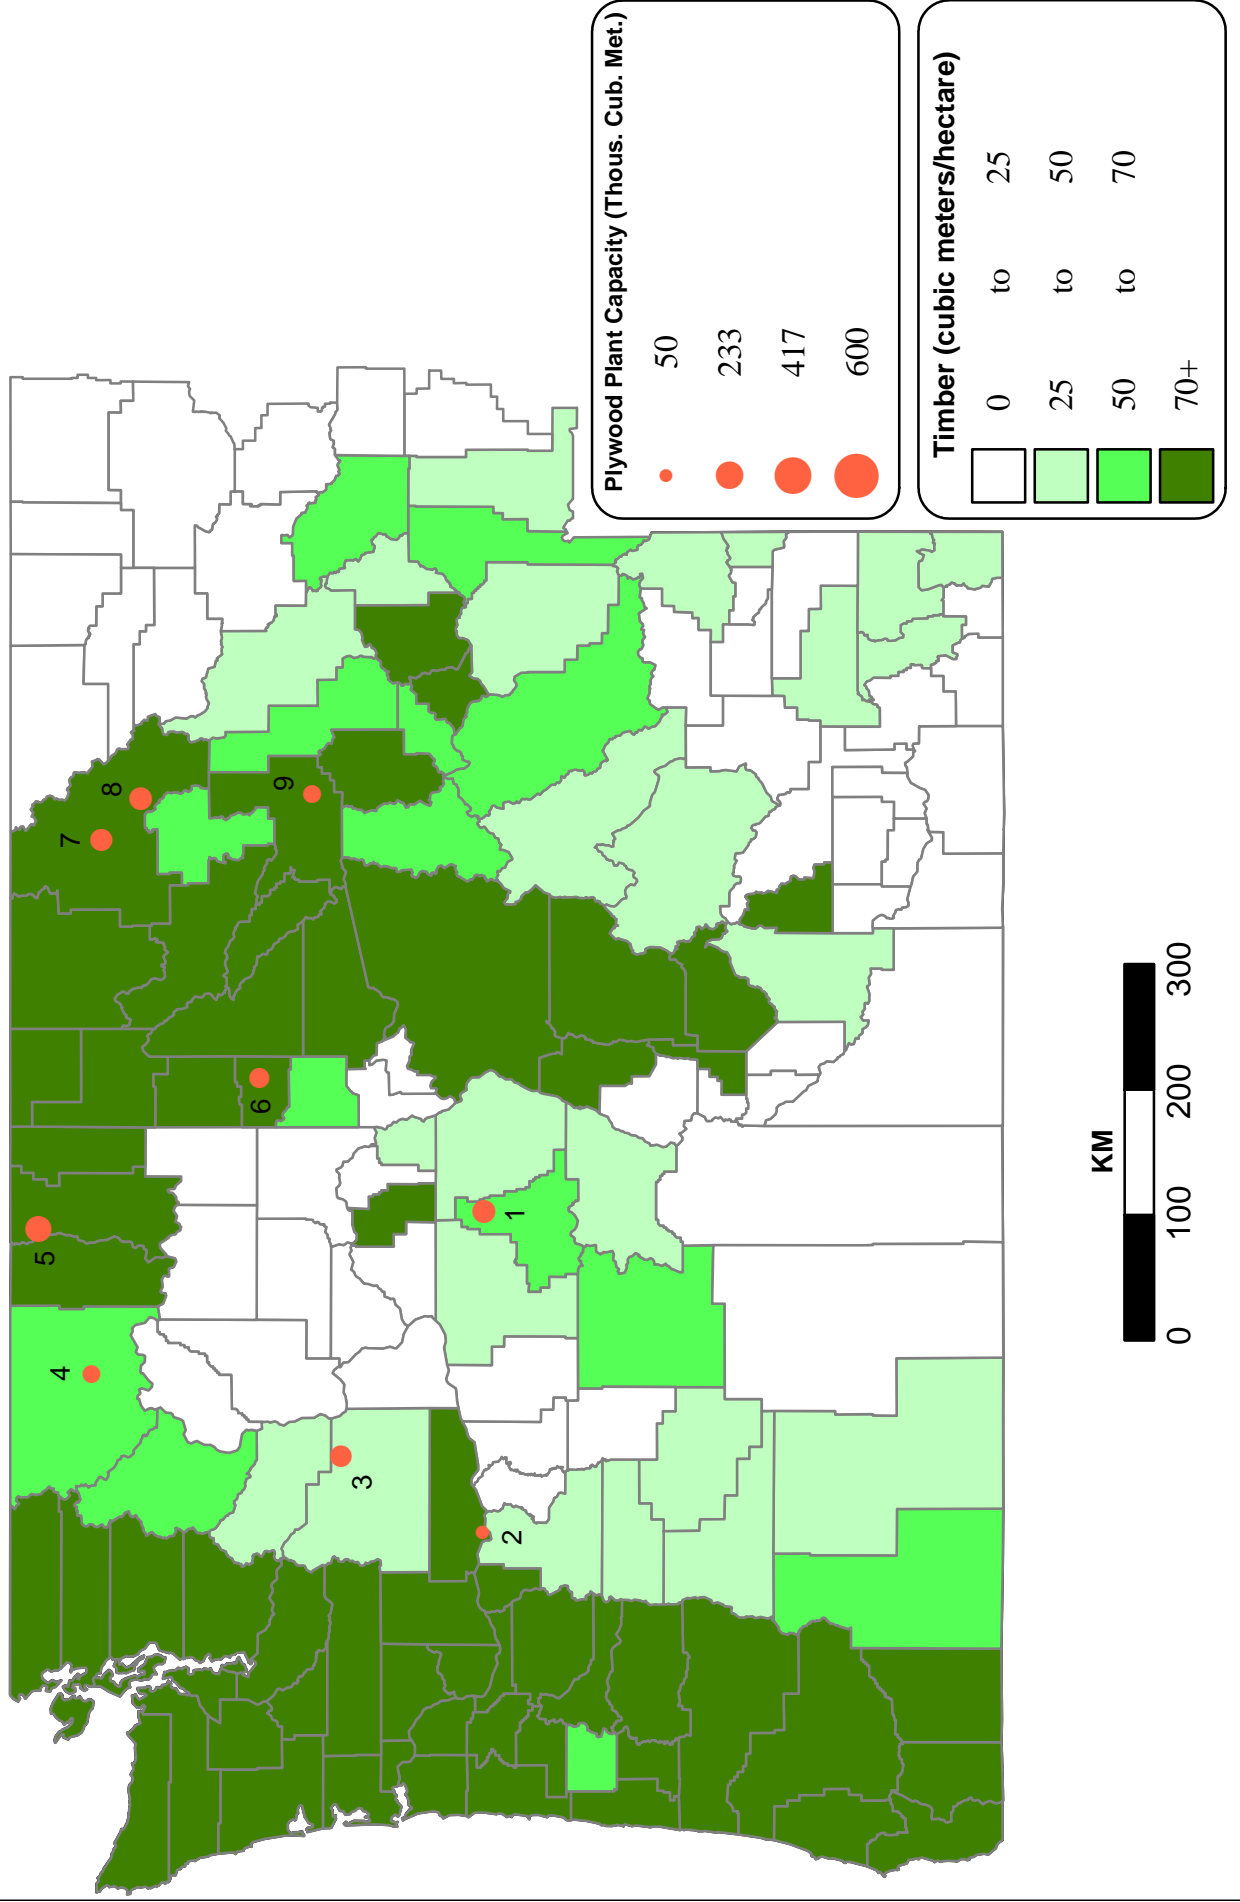 5
4
7
8
6
9
3
1
2
Plywood Plant Capacity (Thous. Cub. Met.)
50
233
417
600
Timber (cubic meters/hectare)
0 to 25
25 to 50
50 to 70
70+
KM
0 100 200 300